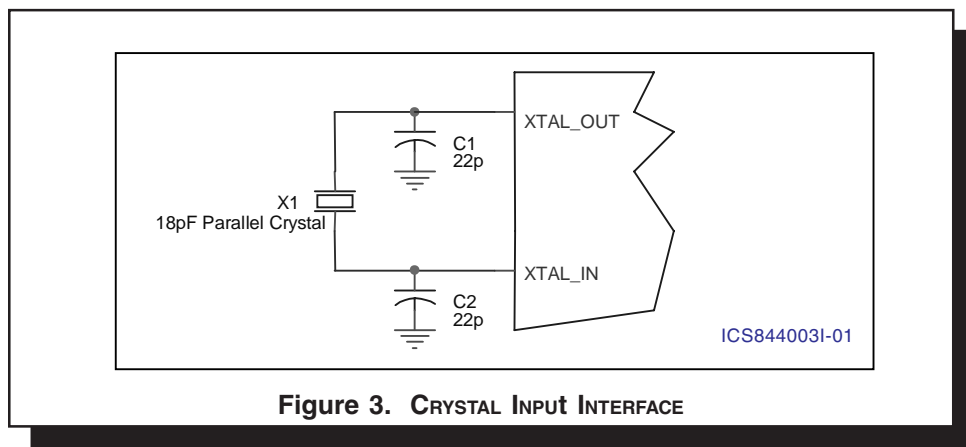 XTAL_OUT
C1
22p
X1
18pF Parallel Crystal
XTAL_IN
C2
22p
ICS844003I-01
Figure 3. CRYSTAL INPUt INTERFACE